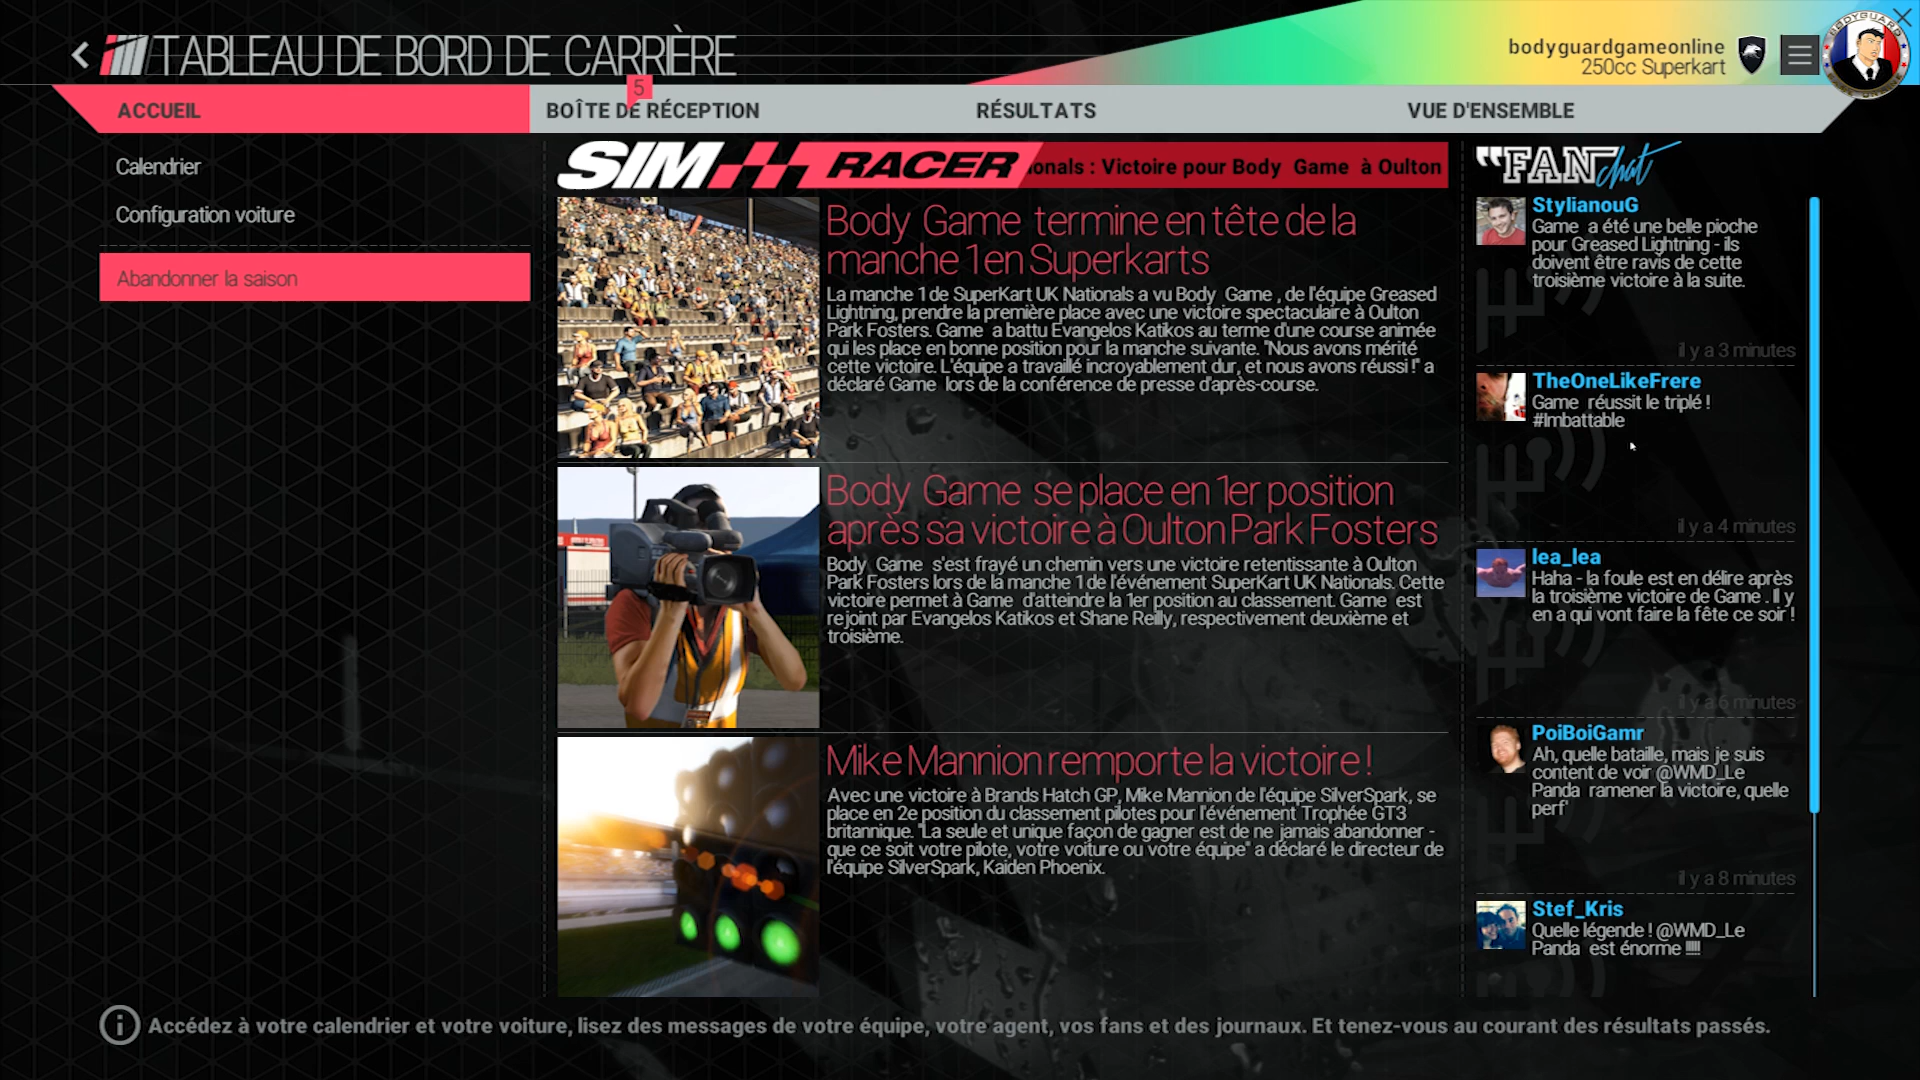 TABLEAU DE BORD DE CARRIÈRE
bodyguardgameonline
250cc Superkart
ACCUEIL
5
BOÎTE DE RÉCEPTION
RÉSULTATS
VUE D'ENSEMBLE
Calendrier
Configuration voiture
Abandonner la saison
SIM RACER
ionals : Victoire pour Body Game à Oulton
Body Game termine en tête de la
manche 1 en Superkarts
La manche 1 de SuperKart UK Nationals a vu Body Game , de l'équipe Greased
Lightning, prendre la première place avec une victoire spectaculaire à Oulton
Park Fosters. Game a battu Evangelos Katikos au terme d'une course animée
qui les place en bonne position pour la manche suivante. "Nous avons mérité
cette victoire. L'équipe a travaillé incroyablement dur, et nous avons réussi !" a
déclaré Game lors de la conférence de presse d'après-course.
Body Game se place en 1er position
après sa victoire à Oulton Park Fosters
Body Game s'est frayé un chemin vers une victoire retentissante à Oulton
Park Fosters lors de la manche 1 de l'événement SuperKart UK Nationals. Cette
victoire permet à Game d'atteindre la 1er position au classement. Game est
rejoint par Evangelos Katikos et Shane Reilly, respectivement deuxième et
troisième.
Mike Mannion remporte la victoire !
Avec une victoire à Brands Hatch GP, Mike Mannion de l'équipe SilverSpark, se
place en 2e position du classement pilotes pour l'événement Trophée GT3
britannique. "La seule et unique façon de gagner est de ne jamais abandonner -
que ce soit votre pilote, votre voiture ou votre équipe" a déclaré le directeur de
l'équipe SilverSpark, Kaiden Phoenix.
"FAN chat
StylianouG
Game a été une belle pioche
pour Greased Lightning - ils
doivent être ravis de cette
troisième victoire à la suite.
il y a 3 minutes
TheOneLikeFrere
Game réussit le triplé !
#Imbattable
il y a 4 minutes
lea_lea
Haha - la foule est en délire après
la troisième victoire de Game . Il y
en a qui vont faire la fête ce soir !
il y a 6 minutes
PoiBoiGamr
Ah, quelle bataille, mais je suis
content de voir @WMD_Le
Panda ramener la victoire, quelle
perf'
il y a 8 minutes
Stef_Kris
Quelle légende ! @WMD_Le
Panda est énorme !!!!!
Accédez à votre calendrier et votre voiture, lisez des messages de votre équipe, votre agent, vos fans et des journaux. Et tenez-vous au courant des résultats passés.